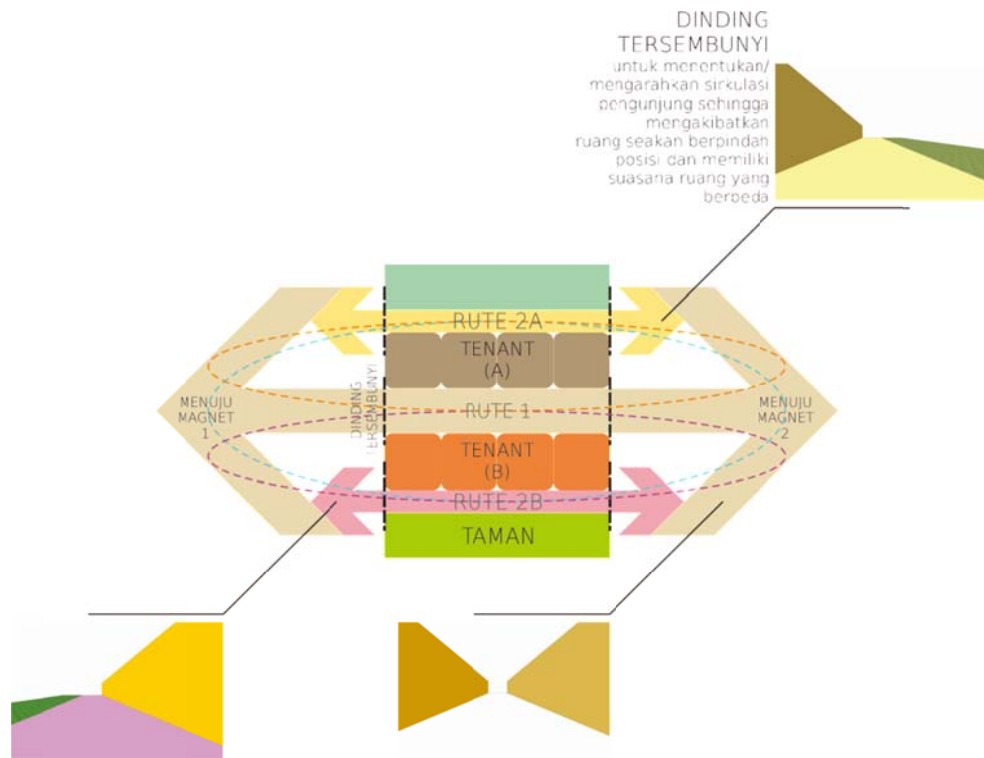 DINDING
TERSEMBUNYI
untuk menentukan/
mengarahkan sirkulasi
pengunjung sehingga
mengakibatkan
ruang seakan berpindah
posisi dan memiliki
suasana ruang yang
berbeda
RUTE 2A
TENANT
(A)
DINDING
TERSEMBUNYI
MENUJU
MAGNET
1
RUTE 1
MENUJU
MAGNET
2
TENANT
(B)
RUTE 2B
TAMAN